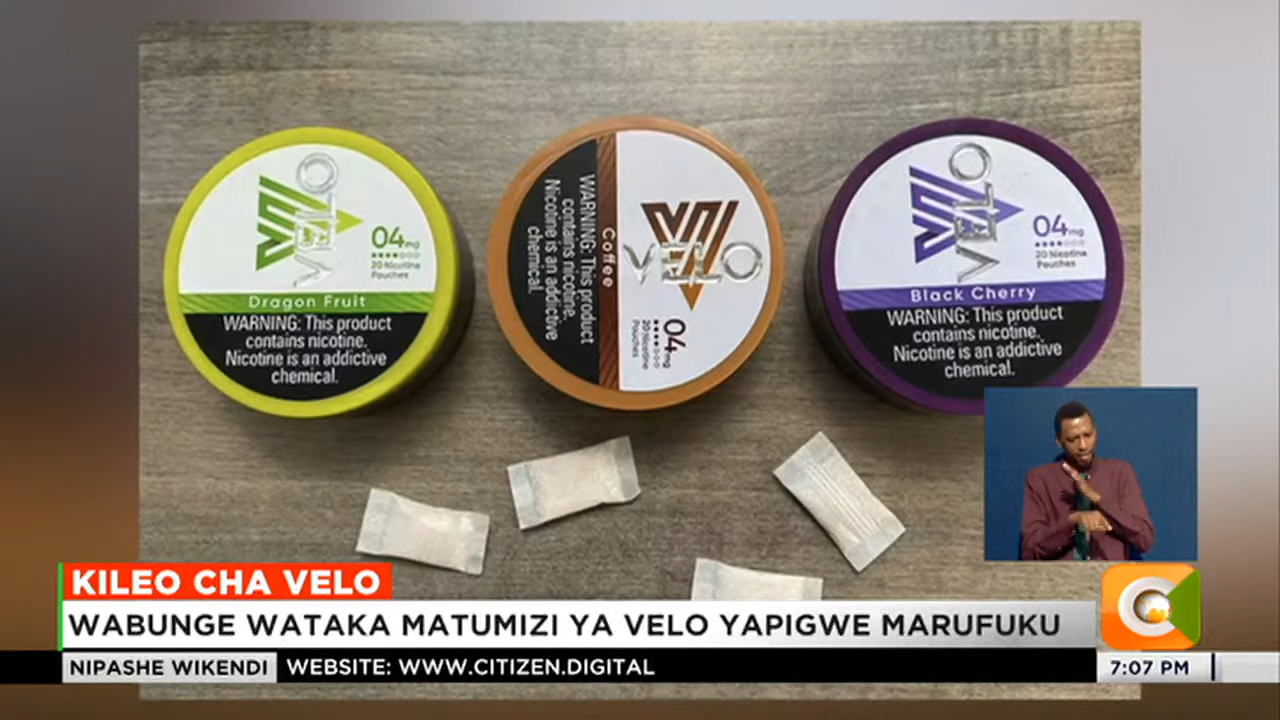 VELO
04mg
20 Nicotine
Pouches
Dragon Fruit
WARNING: This product
contains nicotine.
Nicotine is an addictive
chemical.
VELO
04mg
20 Nicotine
Pouches
Coffee
WARNING: This product
contains nicotine.
Nicotine is an addictive
chemical.
VELO
04mg
20 Nicotine
Pouches
Black Cherry
WARNING: This product
contains nicotine.
Nicotine is an addictive
chemical.
KILEO CHA VELO
WABUNGE WATAKA MATUMIZI YA VELO YAPIGWE MARUFUKU
NIPASHE WIKENDI
WEBSITE: WWW.CITIZEN.DIGITAL
7:07 PM